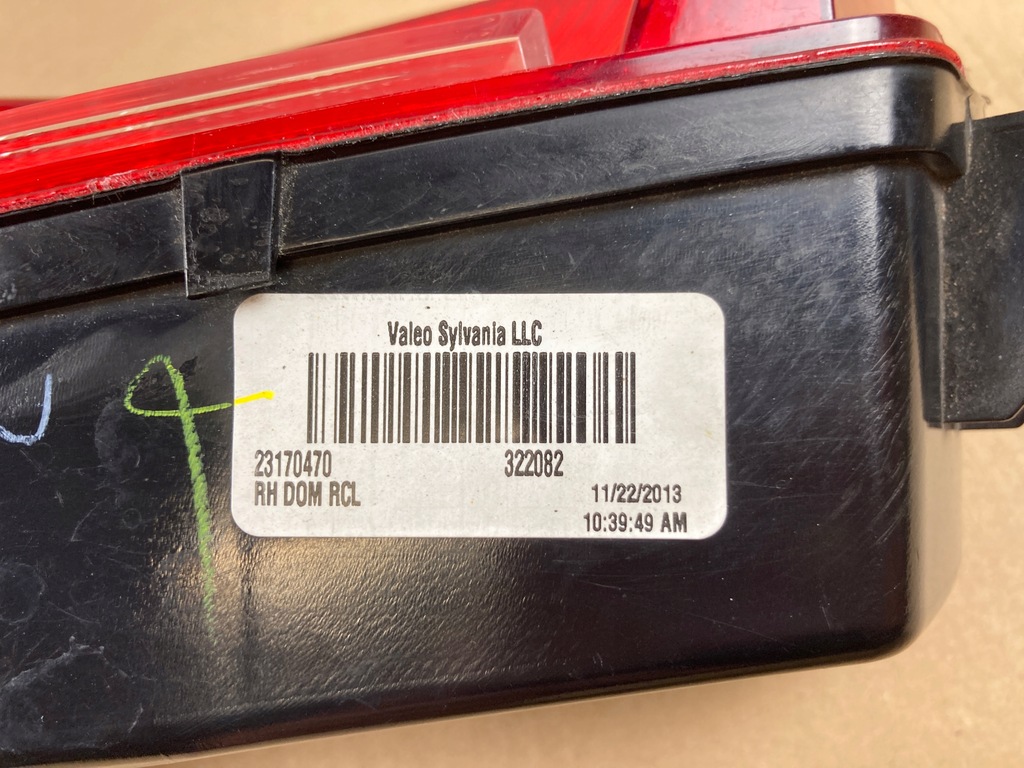 Valeo Sylvania LLC
23170470 322082
RH DOM RCL
11/22/2013
10:39:49 AM